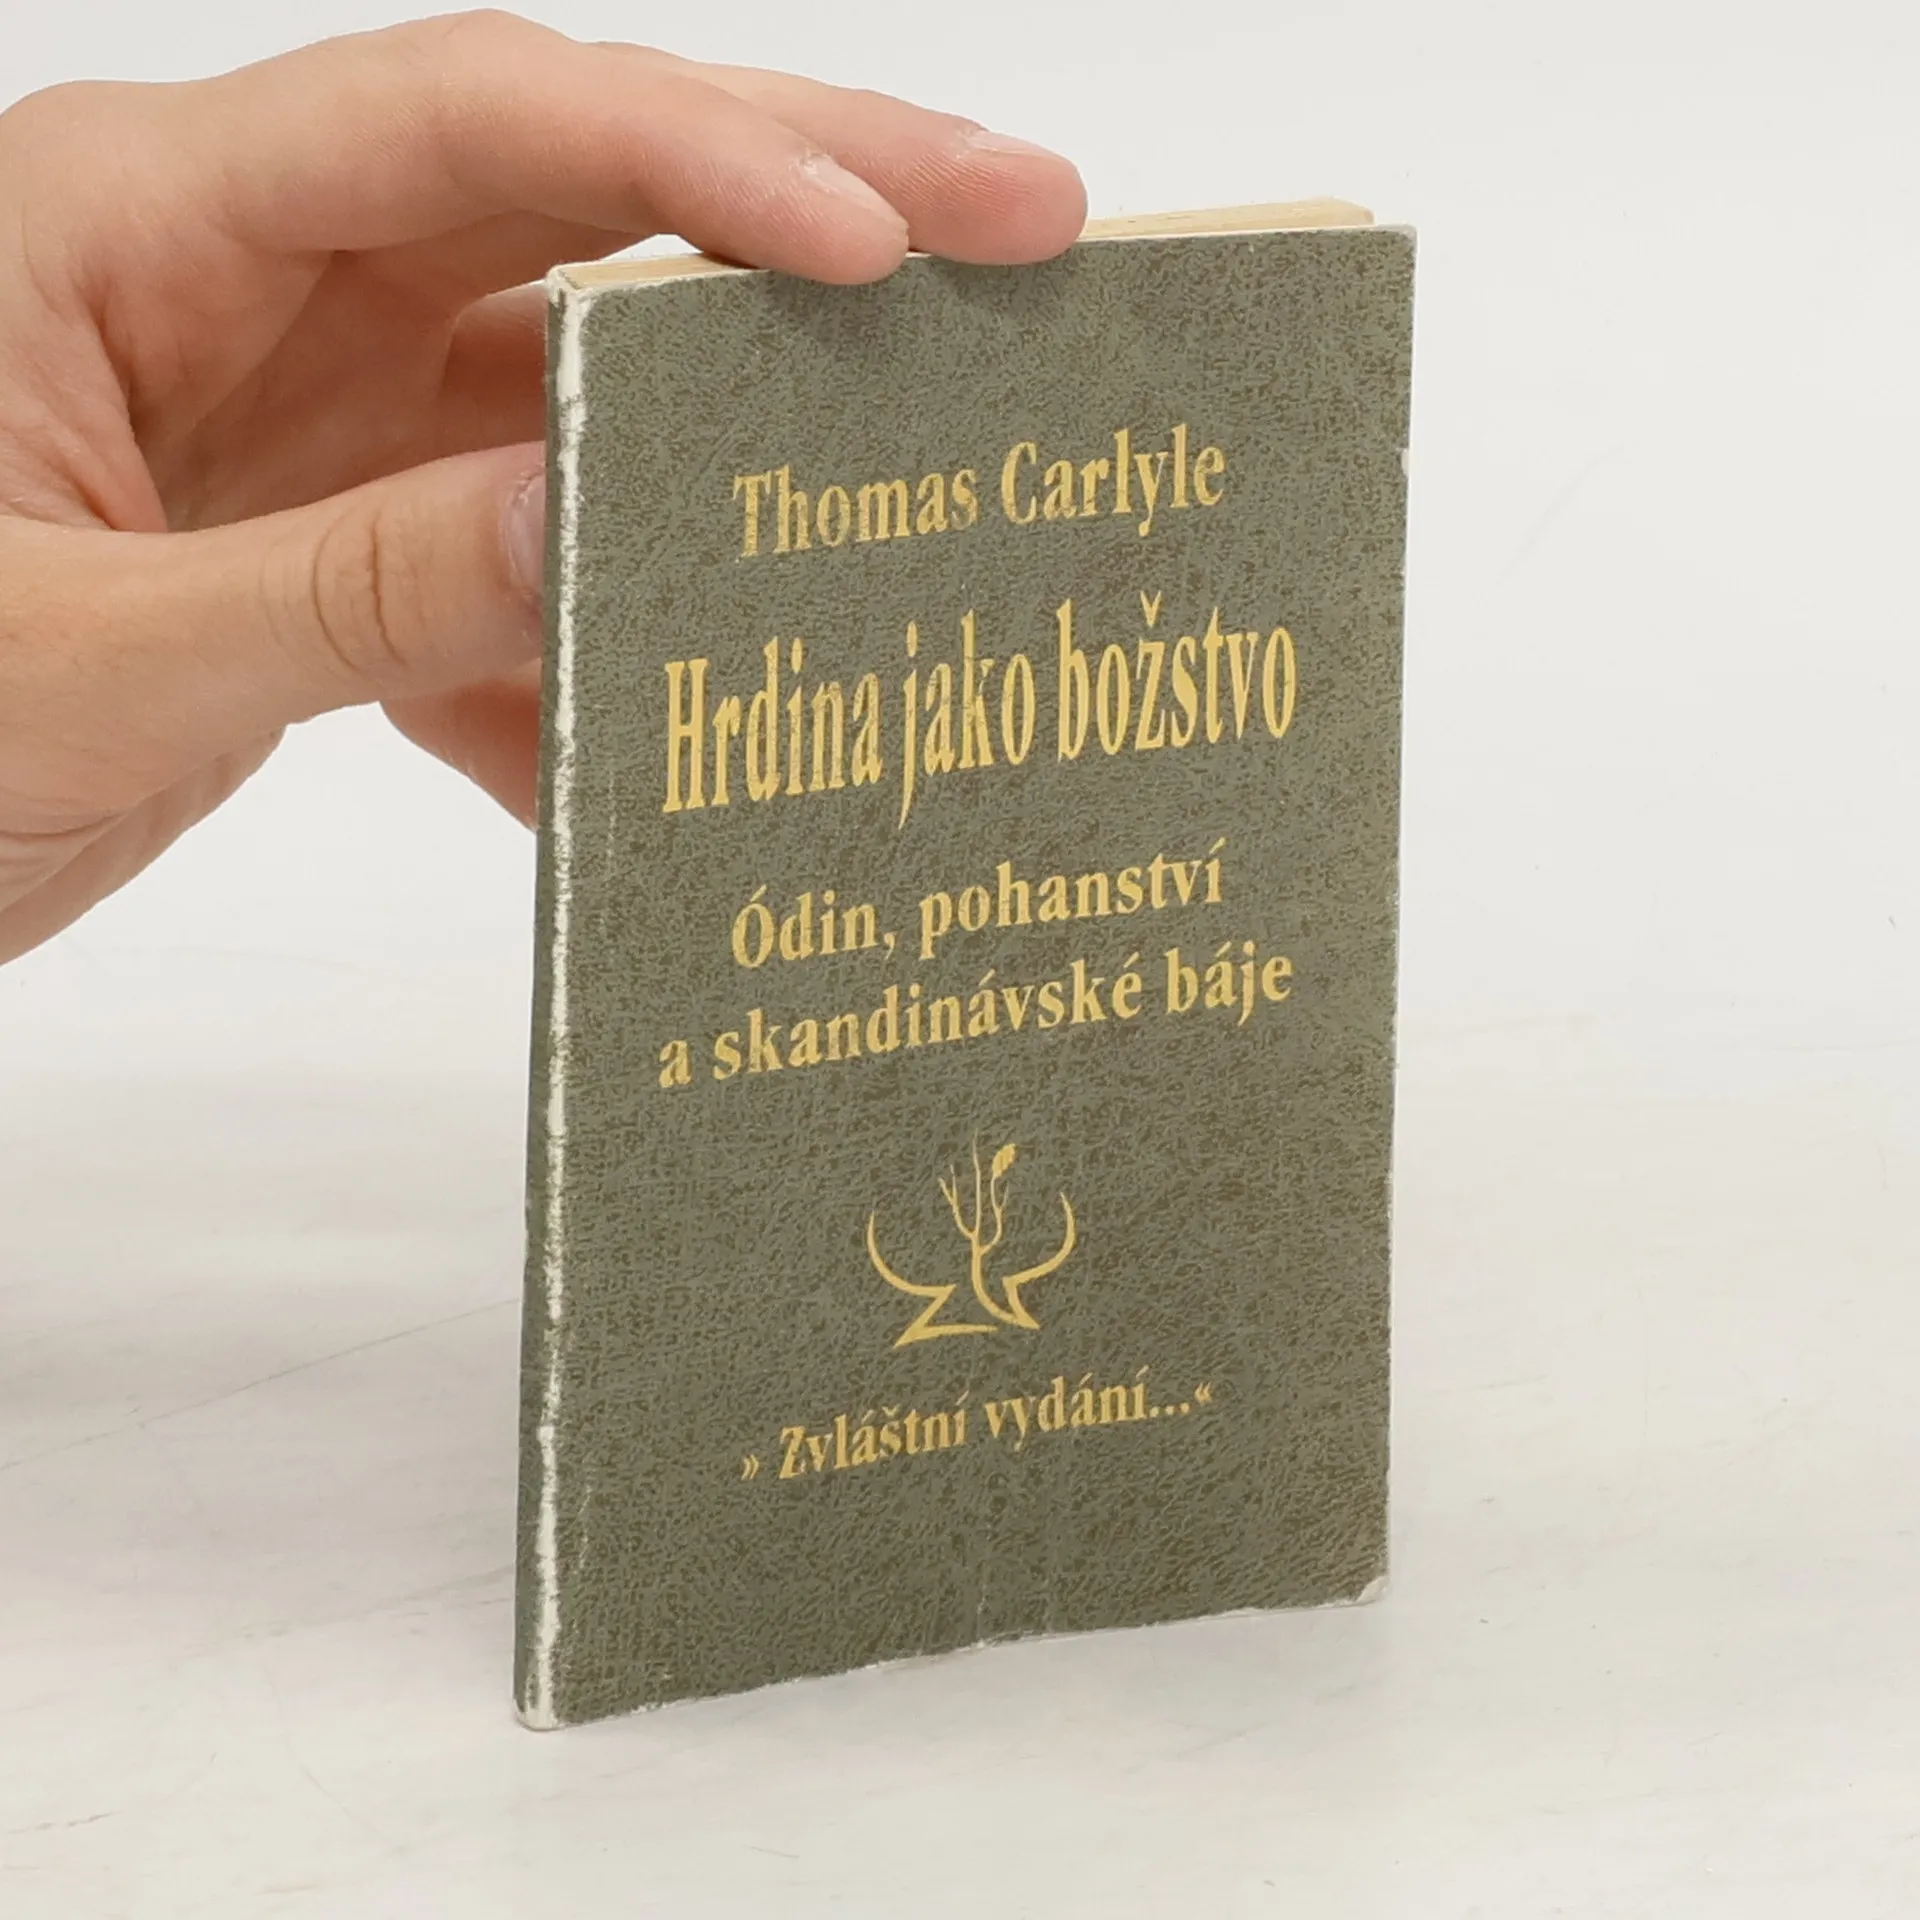 Thomas Carlyle
Hrdina jako božstvo
Ódin, pohanství
a skandinávské báje
» Zvláštní vydání...«